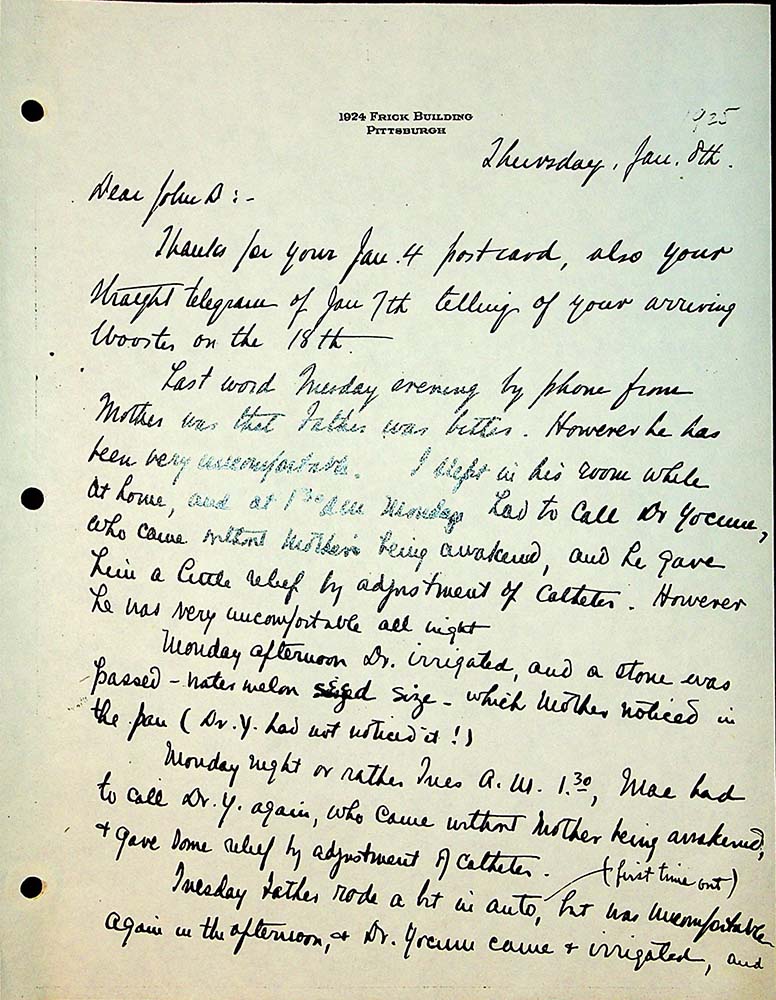 1924 FRICK BUILDING
PITTSBURGH
1925
Thursday, Jan. 8th.
Dear John D:-
Thanks for your Jan. 4 postcard, also your
straight telegram of Jan 7th telling of your arriving
Wooster on the 18th
Last word Tuesday evening by phone from
Mother was that Father was better. However he has
been very uncomfortable. I slept in his room while
at home, and at 1:30 A.M. Monday had to call Dr Yocum,
who came without Mother's being awakened, and he gave
him a little relief by adjustment of catheter. However
he was very uncomfortable all night
Monday afternoon Dr. irrigated, and a stone was
passed - watermelon seed size - which Mother noticed in
the pan (Dr. Y. had not noticed it!)
Monday night or rather Tues A.M. 1.30, Mae had
to call Dr. Y. again, who came without Mother being awakened,
+ gave some relief by adjustment of catheter.
(first time out)
Tuesday Father rode a bit in auto, but was uncomfortable
again in the afternoon, + Dr. Yocum came + irrigated, and